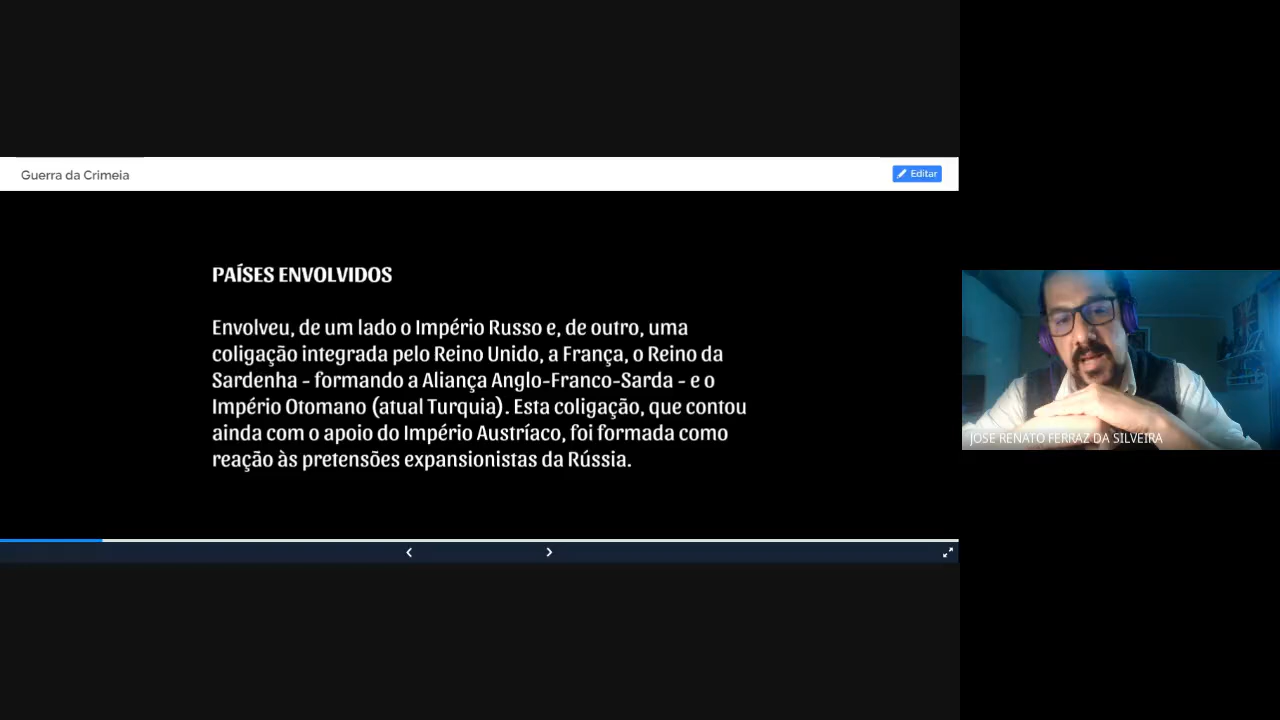 Guerra da Crimeia
Editar
PAÍSES ENVOLVIDOS
Envolveu, de um lado o Império Russo e, de outro, uma
coligação integrada pelo Reino Unido, a França, o Reino da
Sardenha - formando a Aliança Anglo-Franco-Sarda - e o
Império Otomano (atual Turquia). Esta coligação, que contou
ainda com o apoio do Império Austríaco, foi formada como
reação às pretensões expansionistas da Rússia.
JOSE RENATO FERRAZ DA SILVEIRA